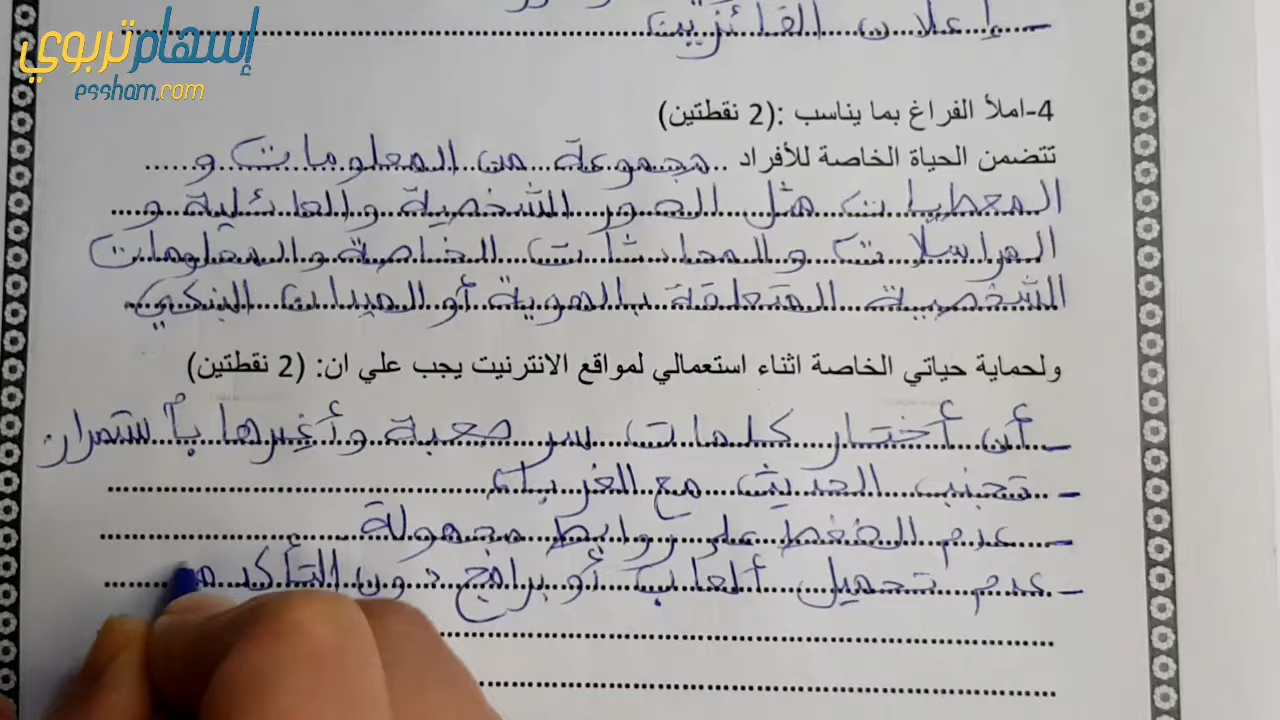 إسهام تربوي
essham.com
- إعلان الفائزين
4-املأ الفراغ بما يناسب :(2 نقطتين)
تتضمن الحياة الخاصة للأفراد مجموعة من المعلومات و
المعطيات مثل الصور الشخصية والعائلية و
المراسلات والمحادثات الخاصة والمعلومات
الشخصية المتعلقة بالهوية أو الميدان البنكي
ولحماية حياتي الخاصة اثناء استعمالي لمواقع الانترنيت يجب علي ان: (2 نقطتين)
- أن أختار كلمات سر صعبة وأغيرها بأستمرار
- تجنب الحديث مع الغرباء
- عدم الضغط على روابط مجهولة
- عدم تحميل ألعاب أو برامج دون التأكد